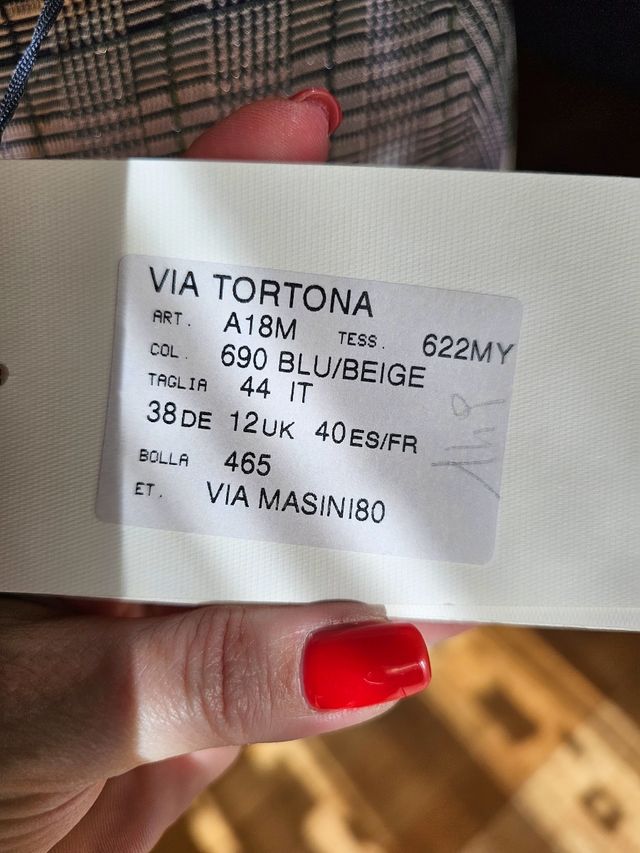 VIA TORTONA
ART. A18M TESS. 622MY
COL. 690 BLU/BEIGE
TAGLIA 44 IT
38DE 12UK 40ES/FR
BOLLA 465
ET. VIA MASINI80